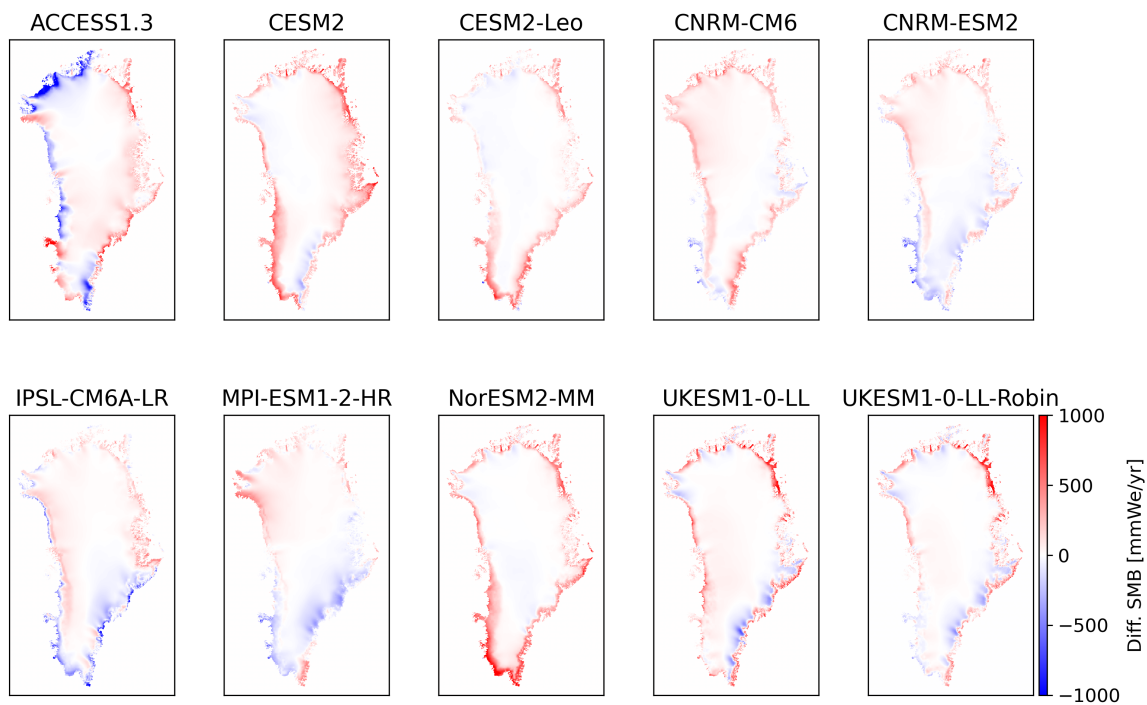 ACCESS1.3 CESM2 CESM2-Leo CNRM-CM6 CNRM-ESM2
IPSL-CM6A-LR MPI-ESM1-2-HR NorESM2-MM UKESM1-0-LL UKESM1-0-LL-Robin
1000
500
0
−500
−1000
Diff. SMB [mmWe/yr]